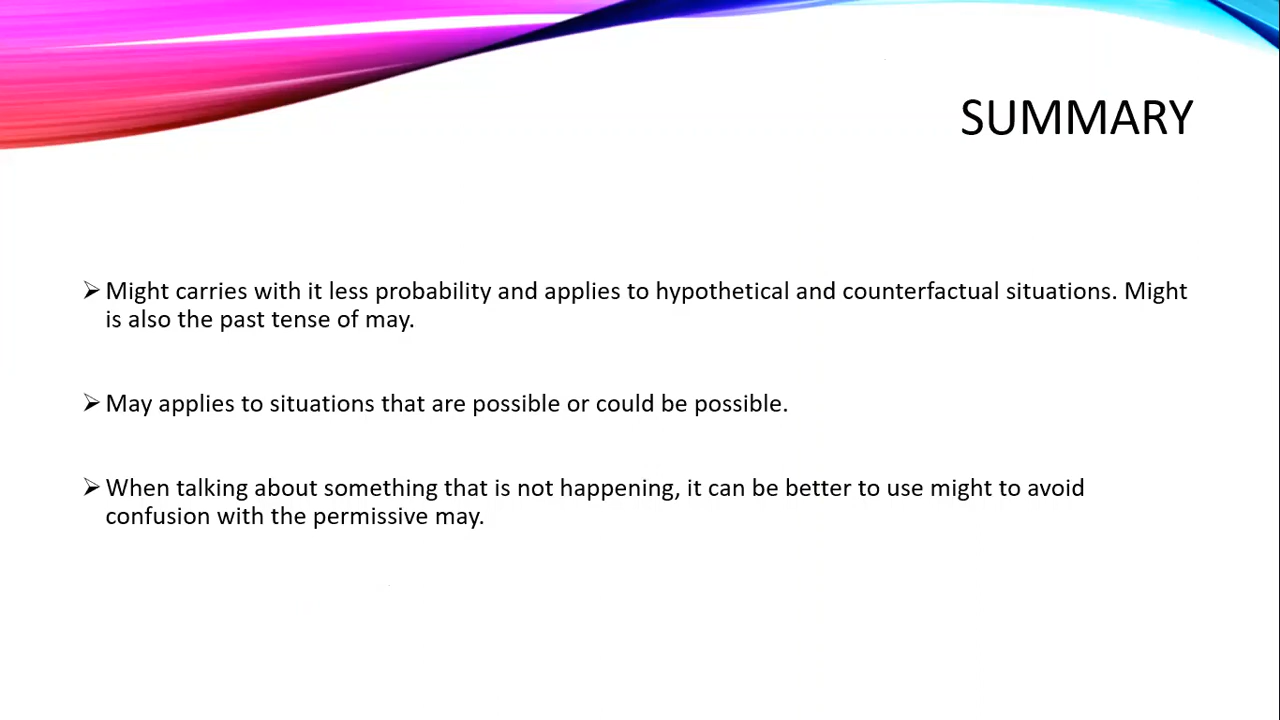 SUMMARY
➢Might carries with it less probability and applies to hypothetical and counterfactual situations. Might
is also the past tense of may.
➢May applies to situations that are possible or could be possible.
➢When talking about something that is not happening, it can be better to use might to avoid
confusion with the permissive may.